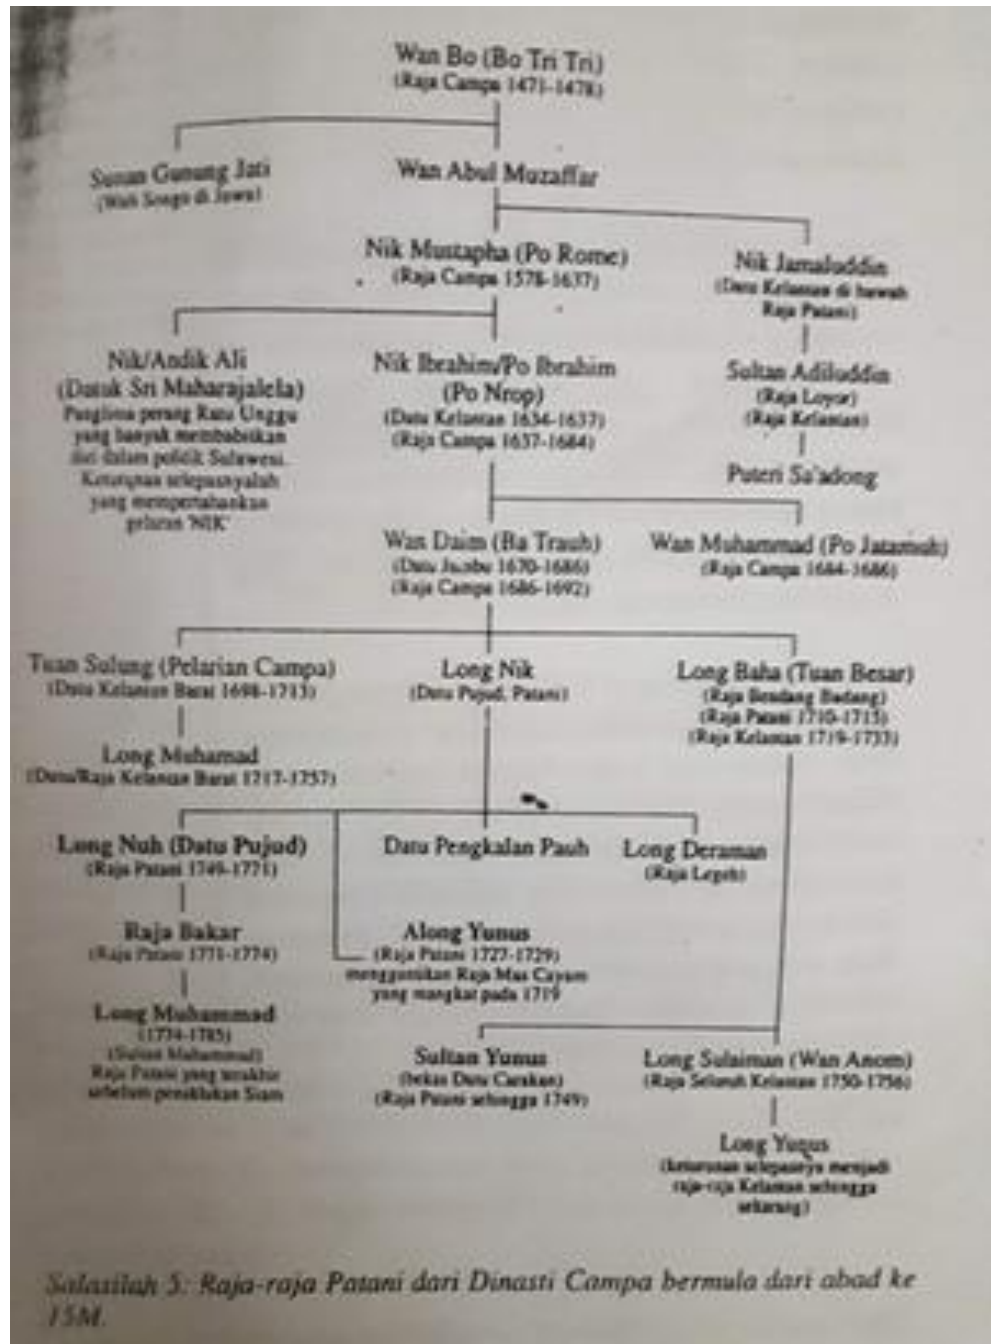 Wan Bo (Bo Tri Tri)
(Raja Campa 1471-1478)
Sunan Gunung Jati
(Wali Songo di Jawa)
Wan Abul Muzaffar
Nik Mustapha (Po Rome)
(Raja Campa 1578-1637)
Nik Jamaluddin
(Datu Kelantan di bawah
Raja Patani)
Nik/Andik Ali
(Datuk Sri Maharajalela)
Panglima perang Ratu Unggu
yang banyak membabitkan
diri dalam politik Sulawesi.
Keturunan selepasnyalah
yang mempertahankan
gelaran 'NIK'
Nik Ibrahim/Po Ibrahim
(Po Nrop)
(Datu Kelantan 1634-1637)
(Raja Campa 1637-1684)
Sultan Adiluddin
(Raja Loyor)
(Raja Kelantan)
Puteri Sa'adong
Wan Daim (Ba Trauh)
(Datu 1670-1686)
(Raja Campa 1686-1692)
Wan Muhammad (Po Jatamuh)
(Raja Campa 1684-1686)
Tuan Sulung (Pelarian Campa)
(Datu Kelantan Barat 1698-1713)
Long Nik
(Datu Pujud, Patani)
Long Baha (Tuan Besar)
(Raja Bendang Badang)
(Raja Patani 1710-1715)
(Raja Kelantan 1719-1733)
Long Muhamad
(Datu/Raja Kelantan Barat 1717-1757)
Long Nuh (Datu Pujud)
(Raja Patani 1749-1771)
Datu Pengkalan Pauh
Long Deraman
(Raja Legeh)
Raja Bakar
(Raja Patani 1771-1774)
Along Yunus
(Raja Patani 1727-1729)
menggantikan Raja Mas Cayam
yang mangkat pada 1719
Long Muhammad
(1774-1785)
(Sultan Muhammad)
Raja Patani yang terakhir
sebelum penaklukan Siam
Sultan Yunus
(bekas Datu Carakan)
(Raja Patani sehingga 1749)
Long Sulaiman (Wan Anom)
(Raja Seluruh Kelantan 1750-1756)
Long Yunus
(keturunan selepasnya menjadi
raja-raja Kelantan sehingga
sekarang)
Salasilah 5: Raja-raja Patani dari Dinasti Campa bermula dari abad ke
15M.